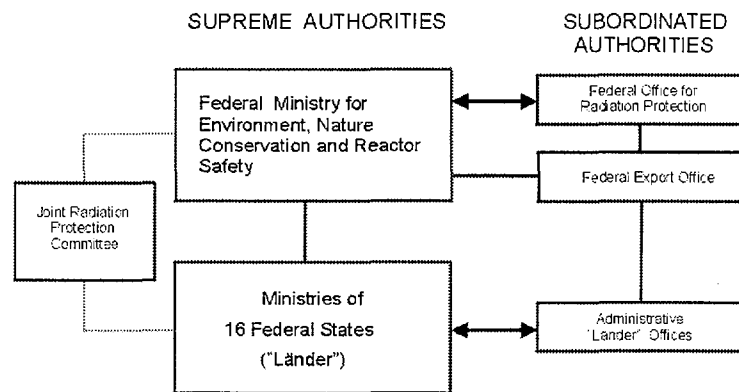 SUPREME AUTHORITIES
SUBORDINATED
AUTHORITIES
Federal Ministry for
Environment, Nature
Conservation and Reactor
Safety
Federal Office for
Radiation Protection
Federal Export Office
Joint Radiation
Protection
Committee
Ministries of
16 Federal States
("Länder")
Administrative
"Lander" Offices